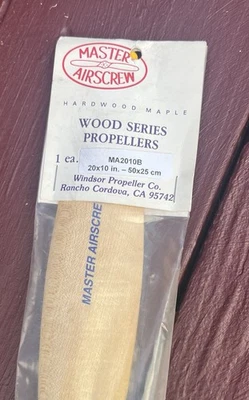 MASTER
AIRSCREW
HARDWOOD MAPLE
WOOD SERIES
PROPELLERS
1 ea.
MA2010B
20x10 in. – 50x25 cm
Windsor Propeller Co.
Rancho Cordova, CA 95742
MASTER AIRSCREW